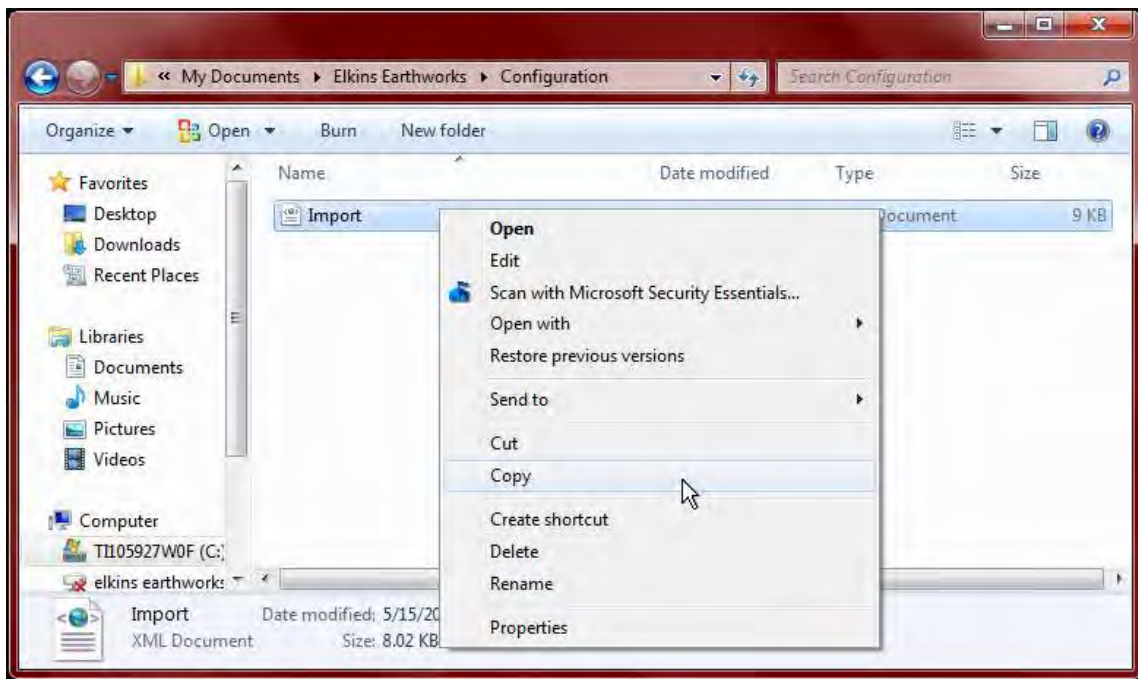 « My Documents ▸ Elkins Earthworks ▸ Configuration Search Configuration
Organize Open Burn New folder
Name Date modified Type Size
Favorites
Desktop
Downloads
Recent Places
Libraries
Documents
Music
Pictures
Videos
Computer
TI105927W0F (C:)
elkins earthworks
Import Document 9 KB
Open
Edit
Scan with Microsoft Security Essentials...
Open with
Restore previous versions
Send to
Cut
Copy
Create shortcut
Delete
Rename
Properties
Import Date modified: 5/15/20
XML Document Size: 8.02 KB